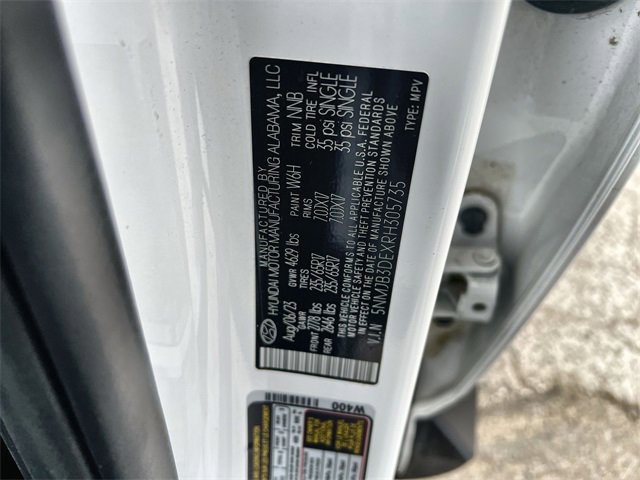 MANUFACTURED BY
HYUNDAI MOTOR MANUFACTURING ALABAMA, LLC
Aug/06/23 GVWR 4629 lbs PAINT W6H TRIM NNB
GAWR TIRES RIMS COLD TIRE INFL
FRONT 2778 lbs 235/65R17 7.0JX17 35 psi SINGLE
REAR 2646 lbs 235/65R17 7.0JX17 35 psi SINGLE
THIS VEHICLE CONFORMS TO ALL APPLICABLE U.S.A. FEDERAL
MOTOR VEHICLE SAFETY AND THEFT PREVENTION STANDARDS
IN EFFECT ON THE DATE OF MANUFACTURE SHOWN ABOVE
V.I.N 5NMJB3DEXRH305735 TYPE: MPV
W400